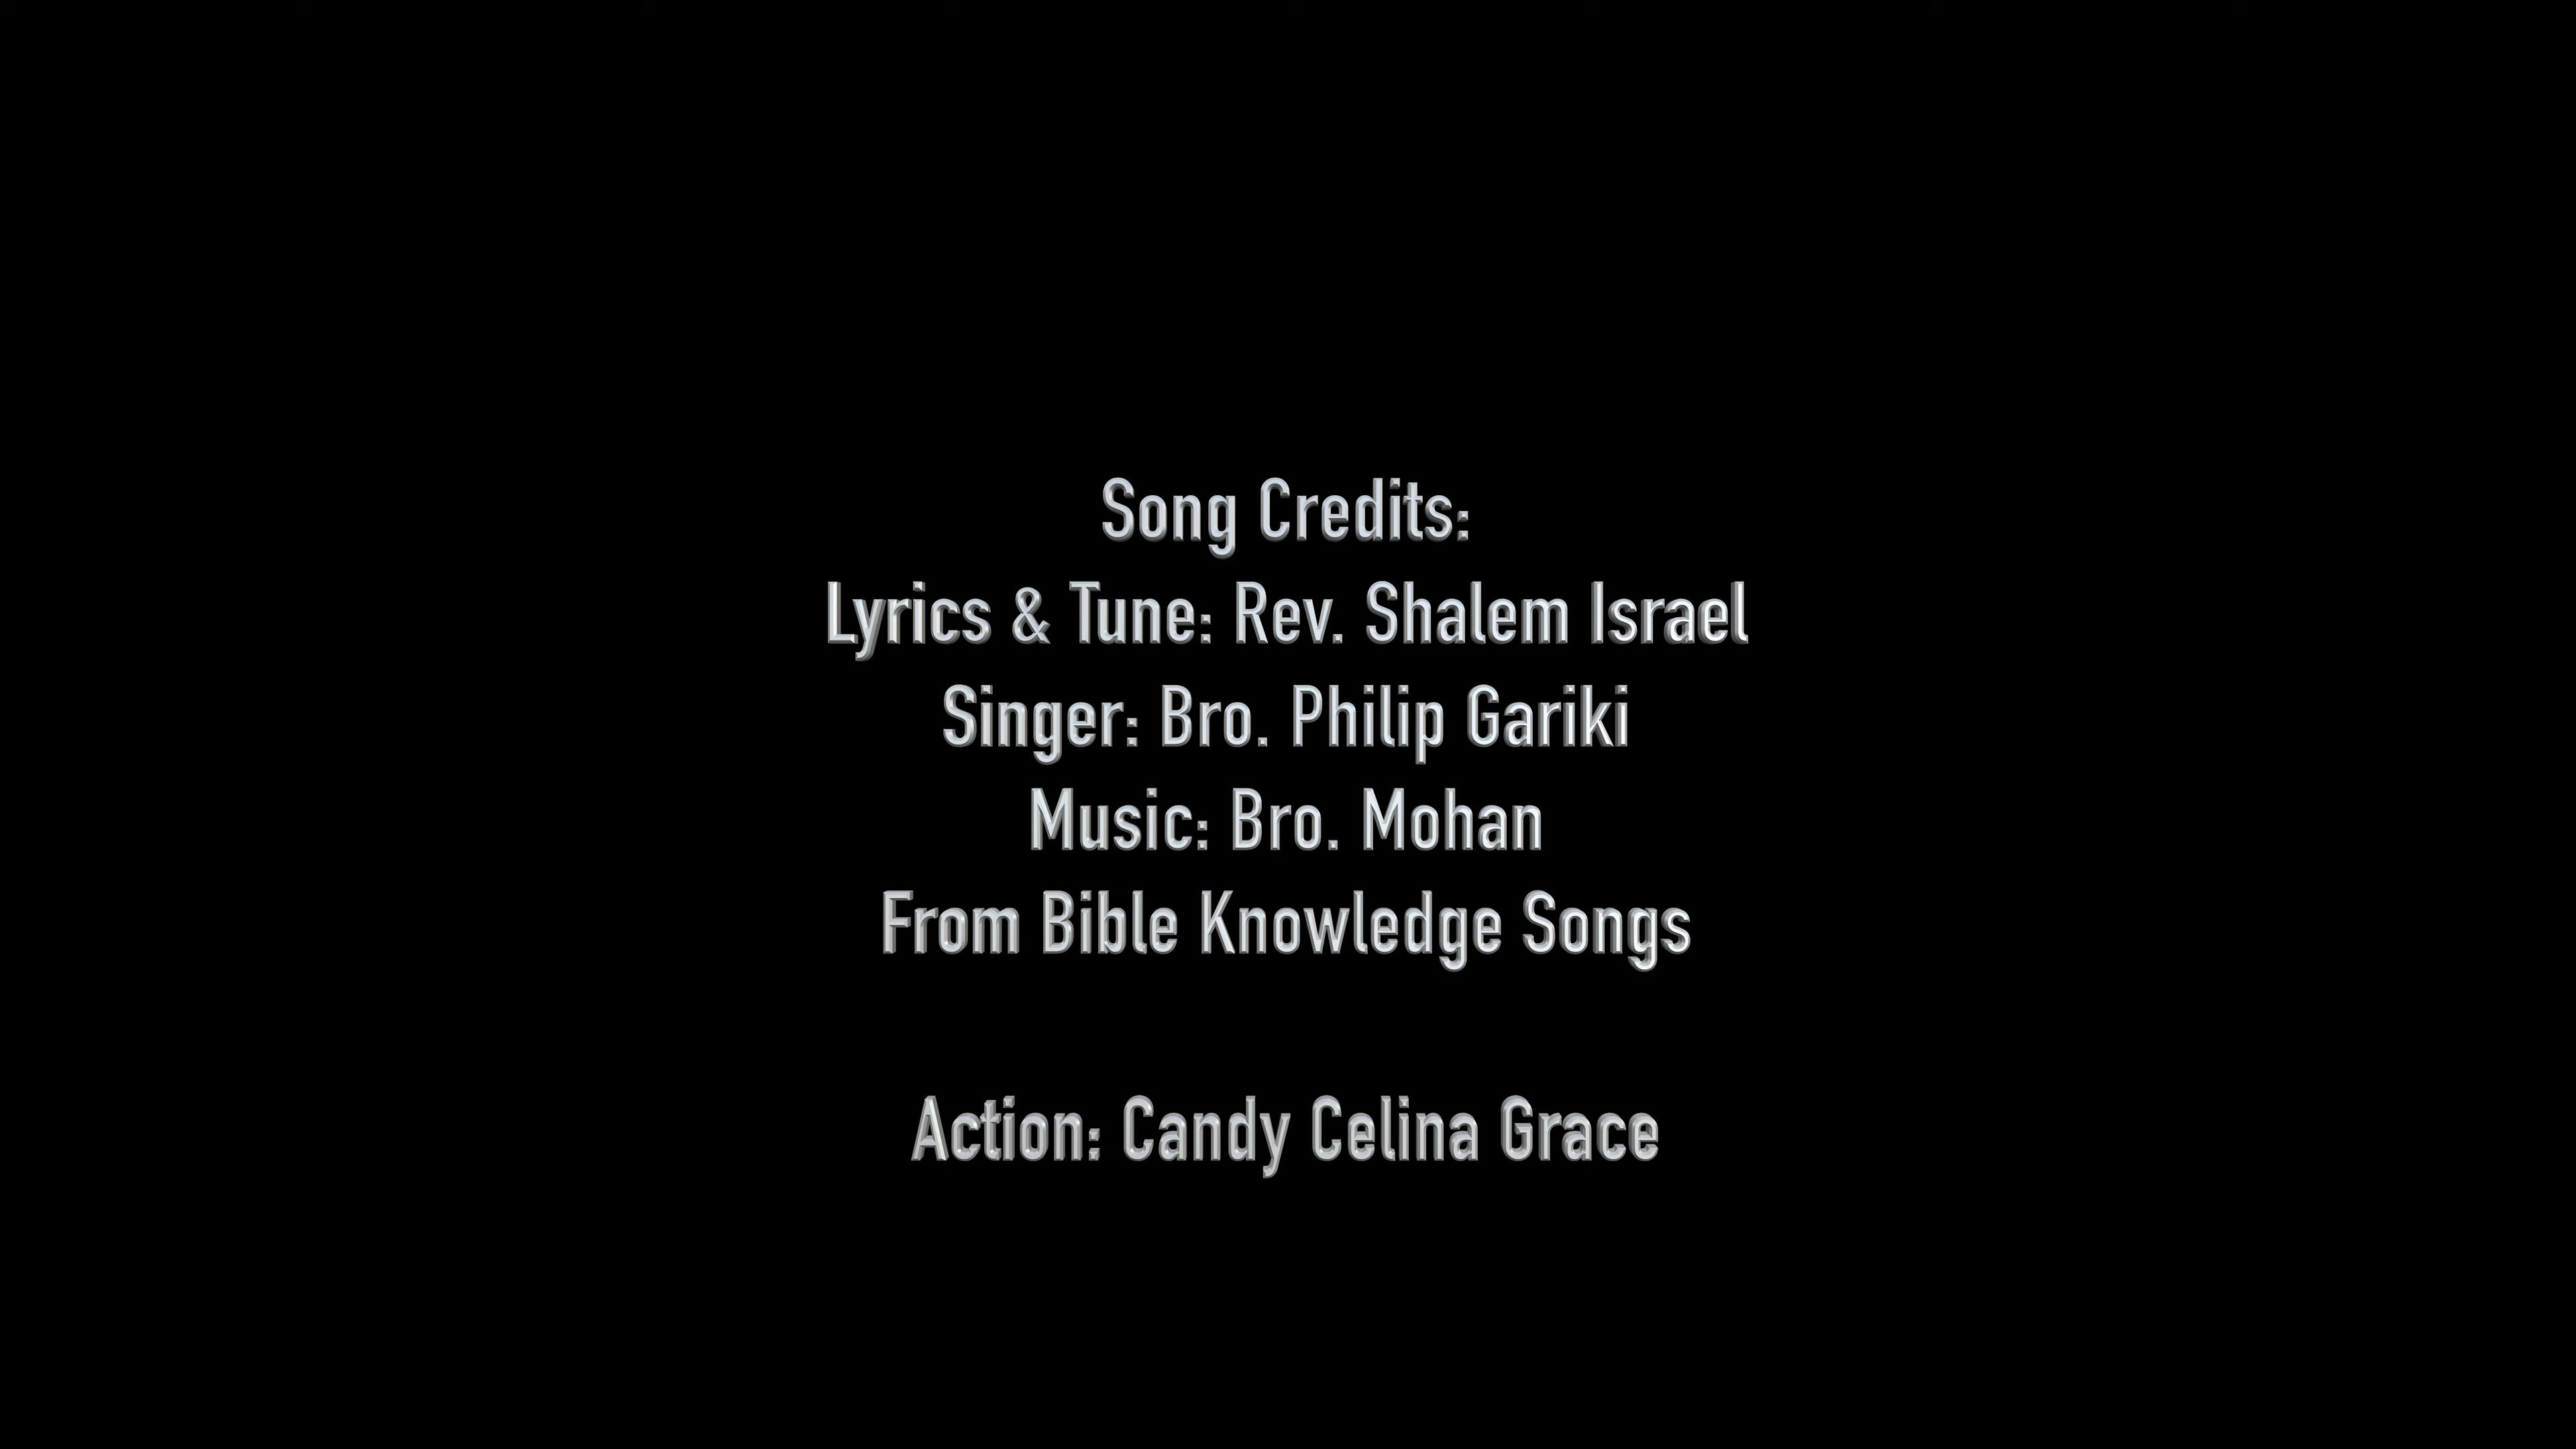 Song Credits:
Lyrics & Tune: Rev. Shalem Israel
Singer: Bro. Philip Gariki
Music: Bro. Mohan
From Bible Knowledge Songs
Action: Candy Celina Grace